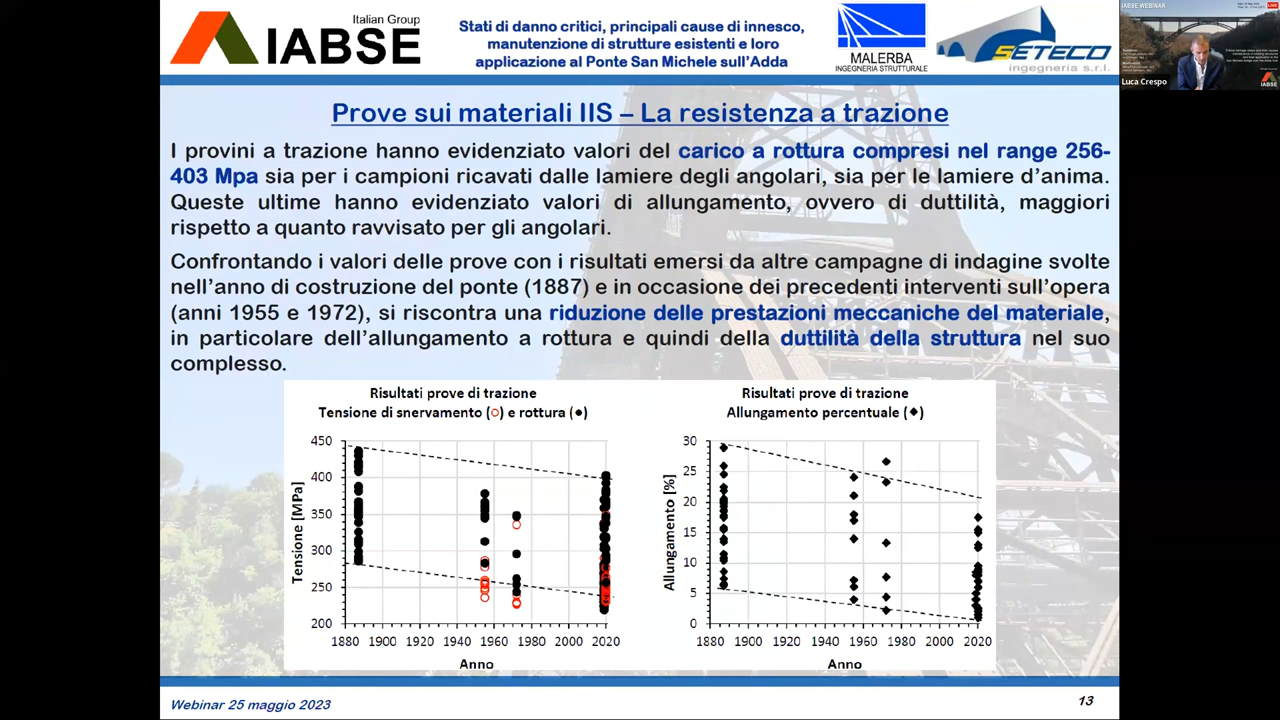 Italian Group
IABSE
Stati di danno critici, principali cause di innesco,
manutenzione di strutture esistenti e loro
applicazione al Ponte San Michele sull'Adda
MALERBA
INGEGNERIA STRUTTURALE
SETECO
ingegneria s.r.l.
IABSE WEBINAR
LIVE
Luca Crespo
IABSE
Prove sui materiali IIS – La resistenza a trazione
I provini a trazione hanno evidenziato valori del carico a rottura compresi nel range 256-
403 Mpa sia per i campioni ricavati dalle lamiere degli angolari, sia per le lamiere d'anima.
Queste ultime hanno evidenziato valori di allungamento, ovvero di duttilità, maggiori
rispetto a quanto ravvisato per gli angolari.
Confrontando i valori delle prove con i risultati emersi da altre campagne di indagine svolte
nell'anno di costruzione del ponte (1887) e in occasione dei precedenti interventi sull'opera
(anni 1955 e 1972), si riscontra una riduzione delle prestazioni meccaniche del materiale,
in particolare dell'allungamento a rottura e quindi della duttilità della struttura nel suo
complesso.
Risultati prove di trazione
Tensione di snervamento (○) e rottura (●)
Tensione [MPa]
450
400
350
300
250
200
1880 1900 1920 1940 1960 1980 2000 2020
Anno
Risultati prove di trazione
Allungamento percentuale (◆)
Allungamento [%]
30
25
20
15
10
5
0
1880 1900 1920 1940 1960 1980 2000 2020
Anno
Webinar 25 maggio 2023
13